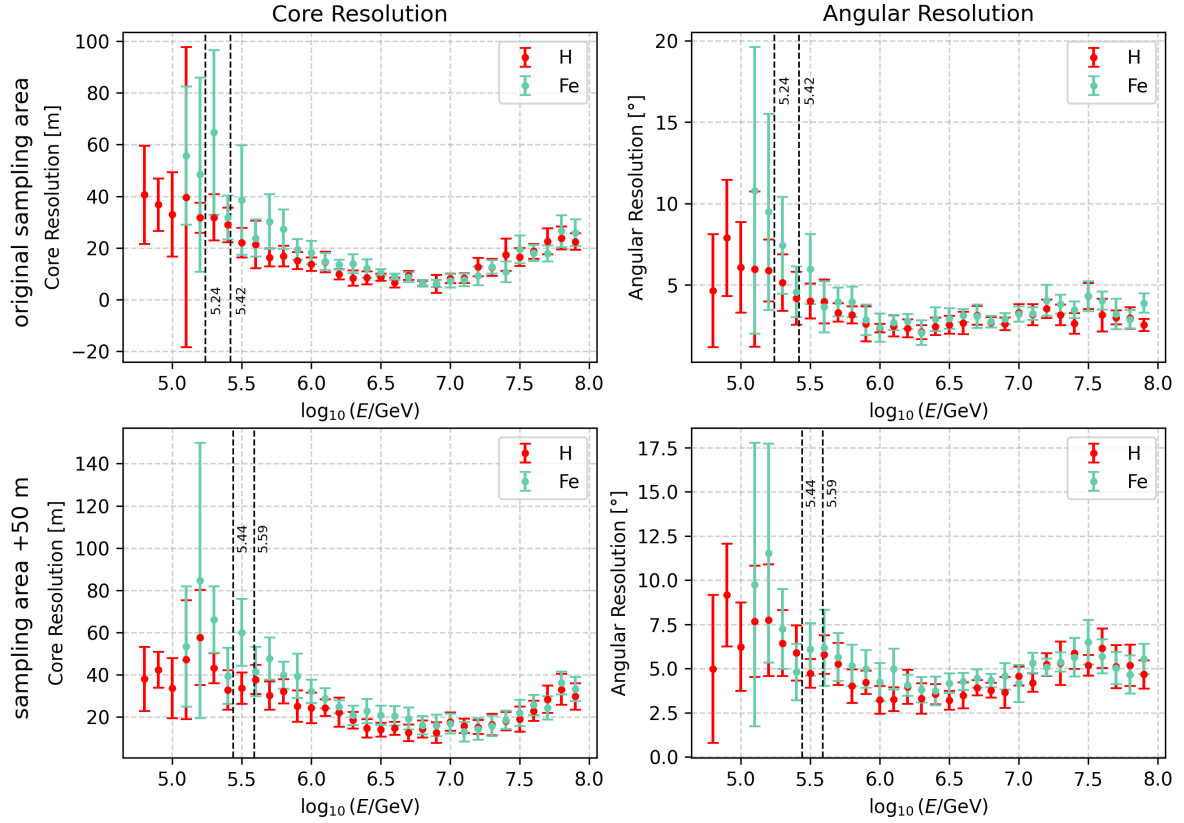 Core Resolution
Angular Resolution
original sampling area
Core Resolution [m]
100
80
60
40
20
0
−20
5.24
5.42
H
Fe
5.0 5.5 6.0 6.5 7.0 7.5 8.0
log₁₀ (E/GeV)
Angular Resolution [°]
20
15
10
5
5.24
5.42
H
Fe
5.0 5.5 6.0 6.5 7.0 7.5 8.0
log₁₀ (E/GeV)
sampling area +50 m
Core Resolution [m]
140
120
100
80
60
40
20
5.44
5.59
H
Fe
5.0 5.5 6.0 6.5 7.0 7.5 8.0
log₁₀ (E/GeV)
Angular Resolution [°]
17.5
15.0
12.5
10.0
7.5
5.0
2.5
0.0
5.44
5.59
H
Fe
5.0 5.5 6.0 6.5 7.0 7.5 8.0
log₁₀ (E/GeV)